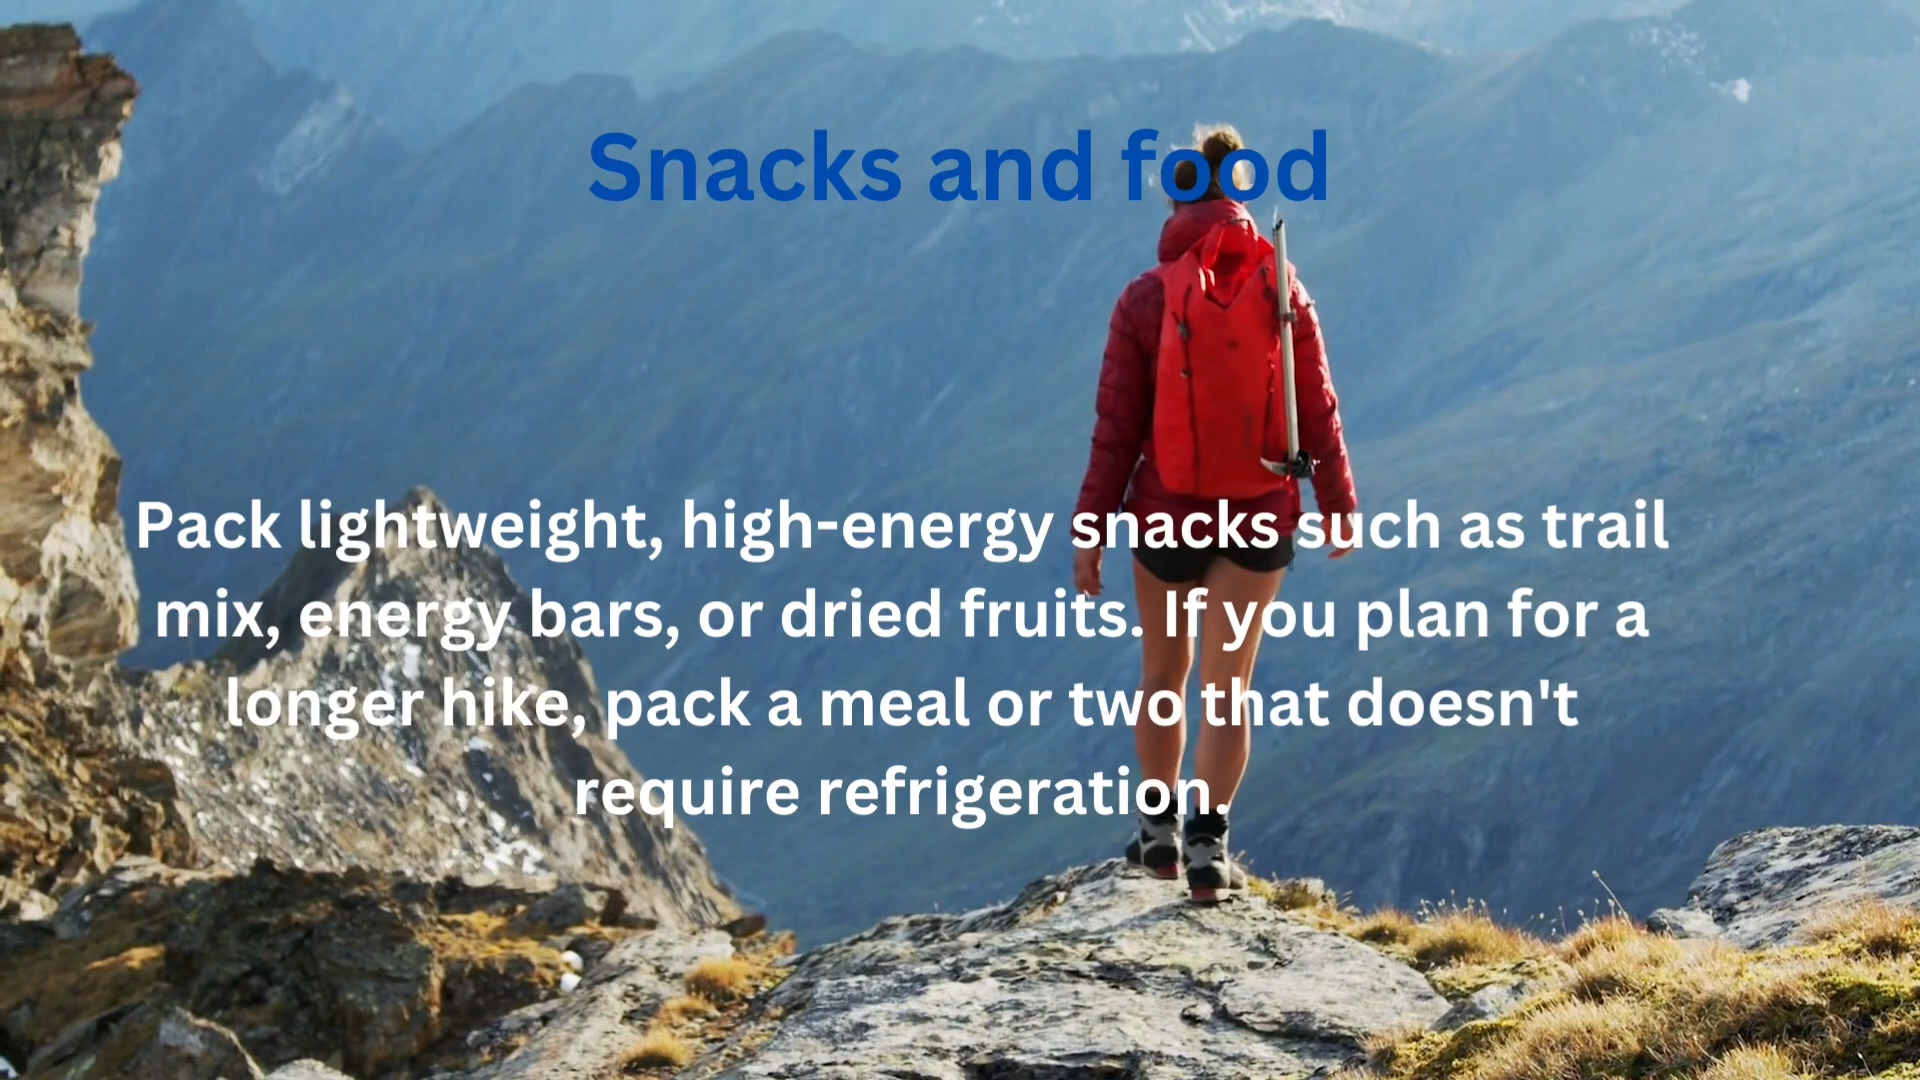 Snacks and food
Pack lightweight, high-energy snacks such as trail
mix, energy bars, or dried fruits. If you plan for a
longer hike, pack a meal or two that doesn't
require refrigeration.